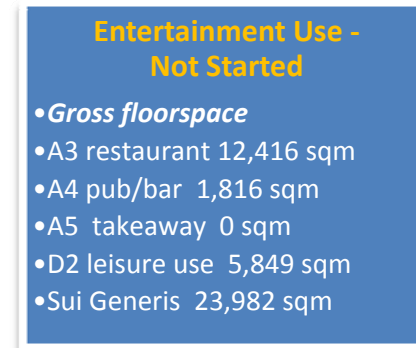 Entertainment Use -
Not Started
•Gross floorspace
•A3 restaurant 12,416 sqm
•A4 pub/bar  1,816 sqm
•A5  takeaway  0 sqm
•D2 leisure use  5,849 sqm
•Sui Generis  23,982 sqm